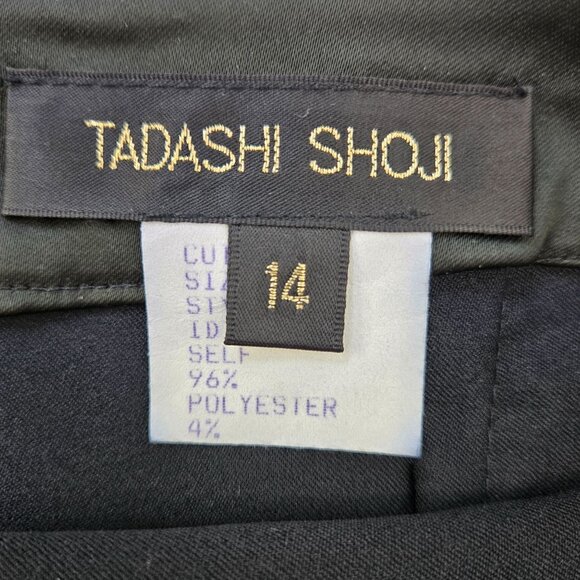 TADASHI SHOJI
14
SELF
96%
POLYESTER
4%